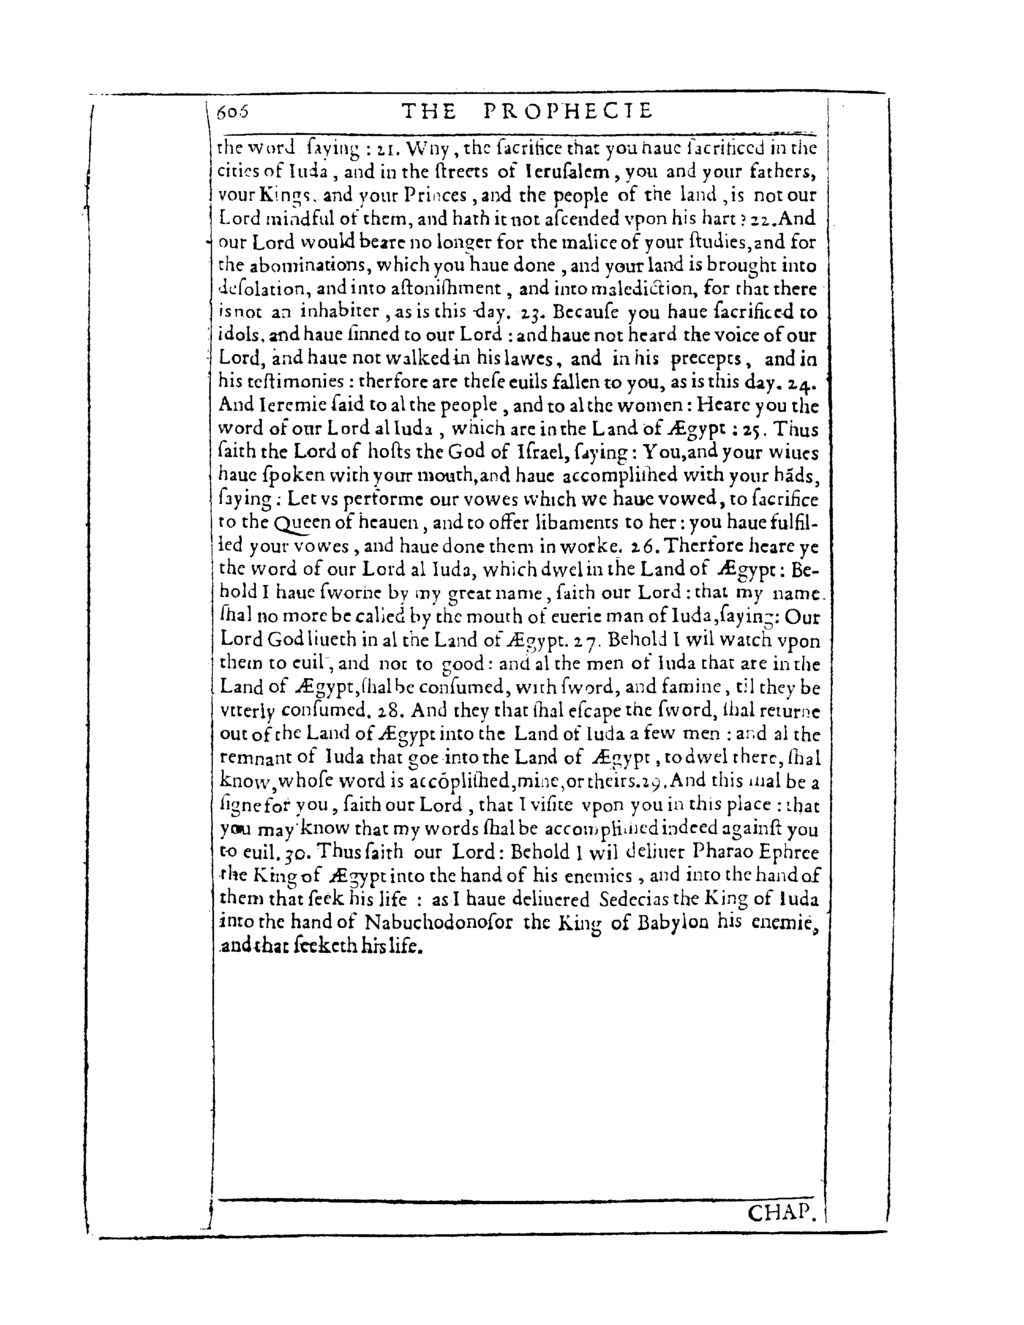 606 THE PROPHECIE
the word ſaying : 21. Why, the ſacrifice that you haue ſacrificed in the
cities of Iuda, and in the ſtreets of Ieruſalem, you and your fathers,
your Kings, and your Princes, and the people of the land, is not our
Lord mindful of them, and hath it not aſcended vpon his hart ? 22. And
our Lord would beare no longer for the malice of your ſtudies, and for
the abominations, which you haue done, and your land is brought into
deſolation, and into aſtoniſhment, and into malediction, for that there
is not an inhabiter, as is this day. 23. Becauſe you haue ſacrificed to
idols, and haue ſinned to our Lord : and haue not heard the voice of our
Lord, and haue not walked in his lawes, and in his precepts, and in
his teſtimonies : therfore are theſe euils fallen to you, as is this day. 24.
And Ieremie ſaid to al the people, and to al the women : Heare you the
word of our Lord al Iuda, which are in the Land of Ægypt : 25. Thus
ſaith the Lord of hoſts the God of Iſrael, ſaying : You, and your wiues
haue ſpoken with your mouth, and haue accompliſhed with your hāds,
ſaying : Let vs performe our vowes which we haue vowed, to ſacrifice
to the Queen of heauen, and to offer libaments to her : you haue fulfil-
led your vowes, and haue done them in worke. 26. Therfore heare ye
the word of our Lord al Iuda, which dwel in the Land of Ægypt : Be-
hold I haue ſworne by my great name, ſaith our Lord : that my name
ſhal no more be called by the mouth of euerie man of Iuda, ſaying : Our
Lord God liueth in al the Land of Ægypt. 27. Behold I wil watch vpon
them to euil, and not to good : and al the men of Iuda that are in the
Land of Ægypt, ſhal be conſumed, with ſword, and famine, til they be
vtterly conſumed. 28. And they that ſhal eſcape the ſword, ſhal returne
out of the Land of Ægypt into the Land of Iuda a few men : and al the
remnant of Iuda that goe into the Land of Ægypt, to dwel there, ſhal
know, whoſe word is accōpliſhed, mine, or theirs. 29. And this ſhal be a
ſigne for you, ſaith our Lord, that I viſite vpon you in this place : that
you may know that my words ſhal be accompliſhed indeed againſt you
to euil. 30. Thus ſaith our Lord : Behold I wil deliuer Pharao Ephree
the King of Ægypt into the hand of his enemies, and into the hand of
them that ſeek his life : as I haue deliuered Sedecias the King of Iuda
into the hand of Nabuchodonoſor the King of Babylon his enemie,
and that ſeeketh his life.
CHAP.